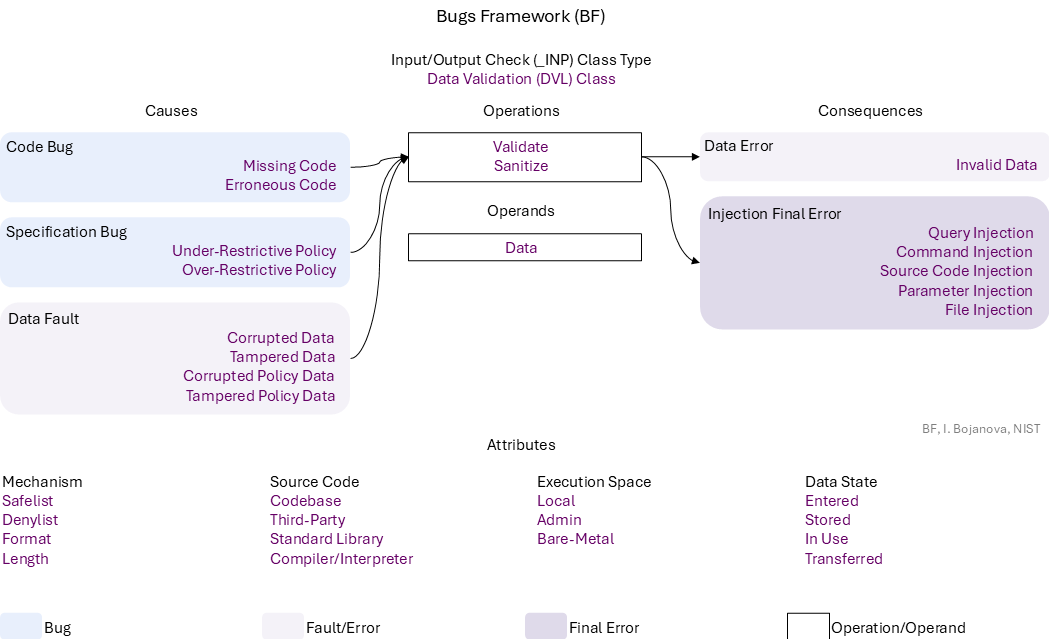 Bugs Framework (BF)
Input/Output Check (_INP) Class Type
Data Validation (DVL) Class
Causes
Operations
Consequences
Code Bug
Missing Code
Erroneous Code
Specification Bug
Under-Restrictive Policy
Over-Restrictive Policy
Data Fault
Corrupted Data
Tampered Data
Corrupted Policy Data
Tampered Policy Data
Validate
Sanitize
Operands
Data
Data Error
Invalid Data
Injection Final Error
Query Injection
Command Injection
Source Code Injection
Parameter Injection
File Injection
BF, I. Bojanova, NIST
Attributes
Mechanism
Safelist
Denylist
Format
Length
Source Code
Codebase
Third-Party
Standard Library
Compiler/Interpreter
Execution Space
Local
Admin
Bare-Metal
Data State
Entered
Stored
In Use
Transferred
Bug
Fault/Error
Final Error
Operation/Operand